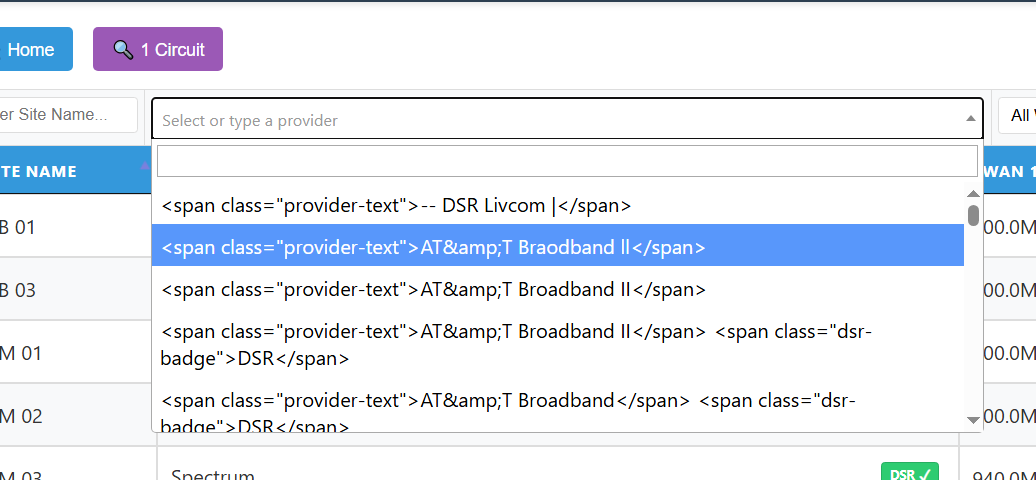 Home
1 Circuit
er Site Name...
Select or type a provider
All
TE NAME
WAN 1
<span class="provider-text">-- DSR Livcom |</span>
B 01
00.0M
<span class="provider-text">AT&amp;T Braodband ll</span>
<span class="provider-text">AT&amp;T Broadband II</span>
B 03
00.0M
<span class="provider-text">AT&amp;T Broadband II</span> <span class="dsr-
badge">DSR</span>
M 01
00.0M
<span class="provider-text">AT&amp;T Broadband</span> <span class="dsr-
badge">DSR</span>
M 02
00.0M
M 03
Spectrum
DSR ✓
940.0M